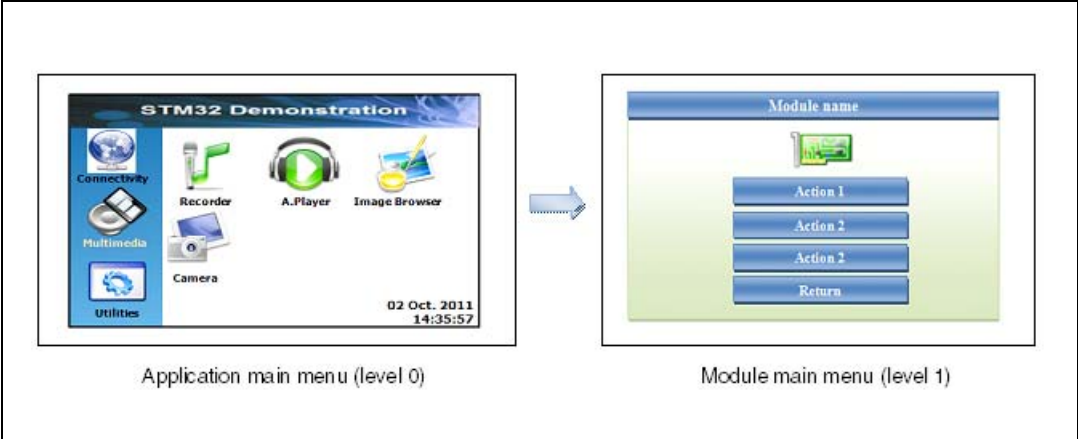 STM32 Demonstration
Connectivity
Multimedia
Utilities
Recorder
A.Player
Image Browser
Camera
02 Oct. 2011
14:35:57
Module name
Action 1
Action 2
Action 2
Return
Application main menu (level 0)
Module main menu (level 1)